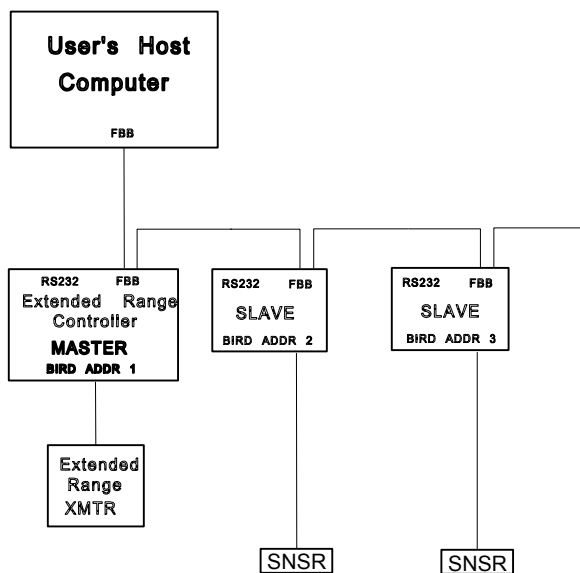 User's Host
Computer
FBB
RS232 FBB
Extended Range
Controller
MASTER
BIRD ADDR 1
RS232 FBB
SLAVE
BIRD ADDR 2
RS232 FBB
SLAVE
BIRD ADDR 3
Extended
Range
XMTR
SNSR
SNSR